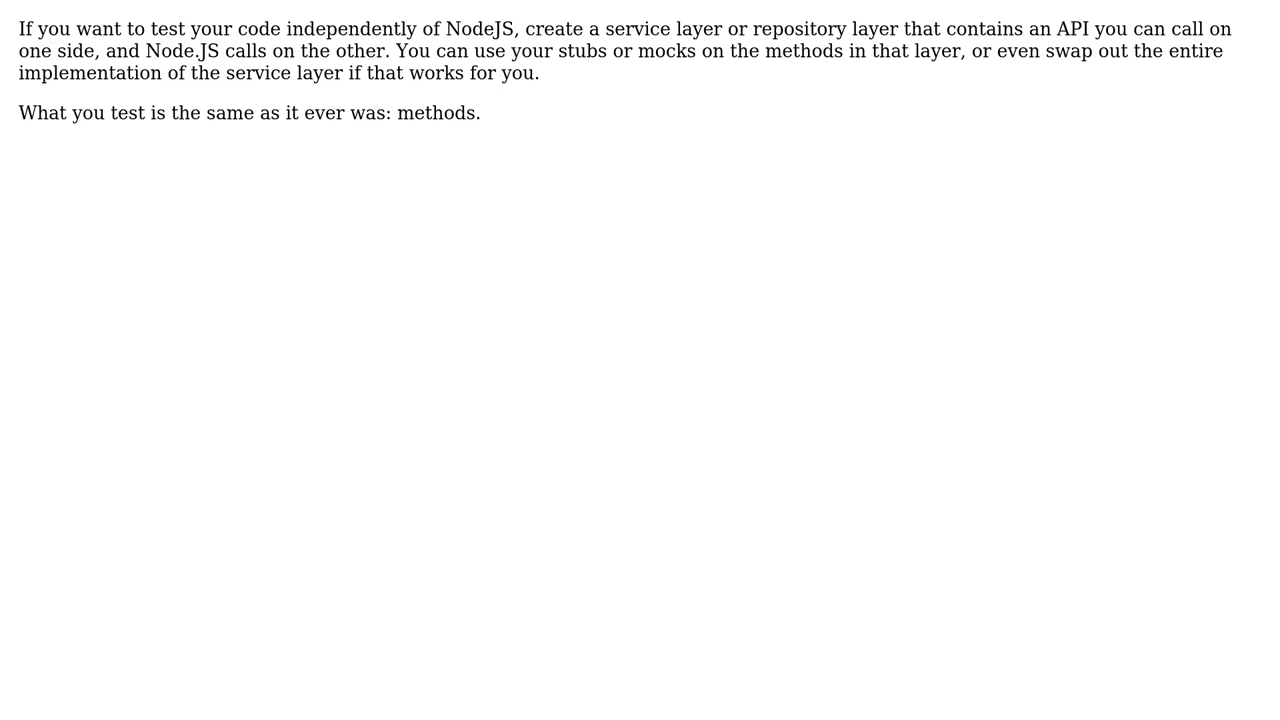 If you want to test your code independently of NodeJS, create a service layer or repository layer that contains an API you can call on
one side, and Node.JS calls on the other. You can use your stubs or mocks on the methods in that layer, or even swap out the entire
implementation of the service layer if that works for you.
What you test is the same as it ever was: methods.